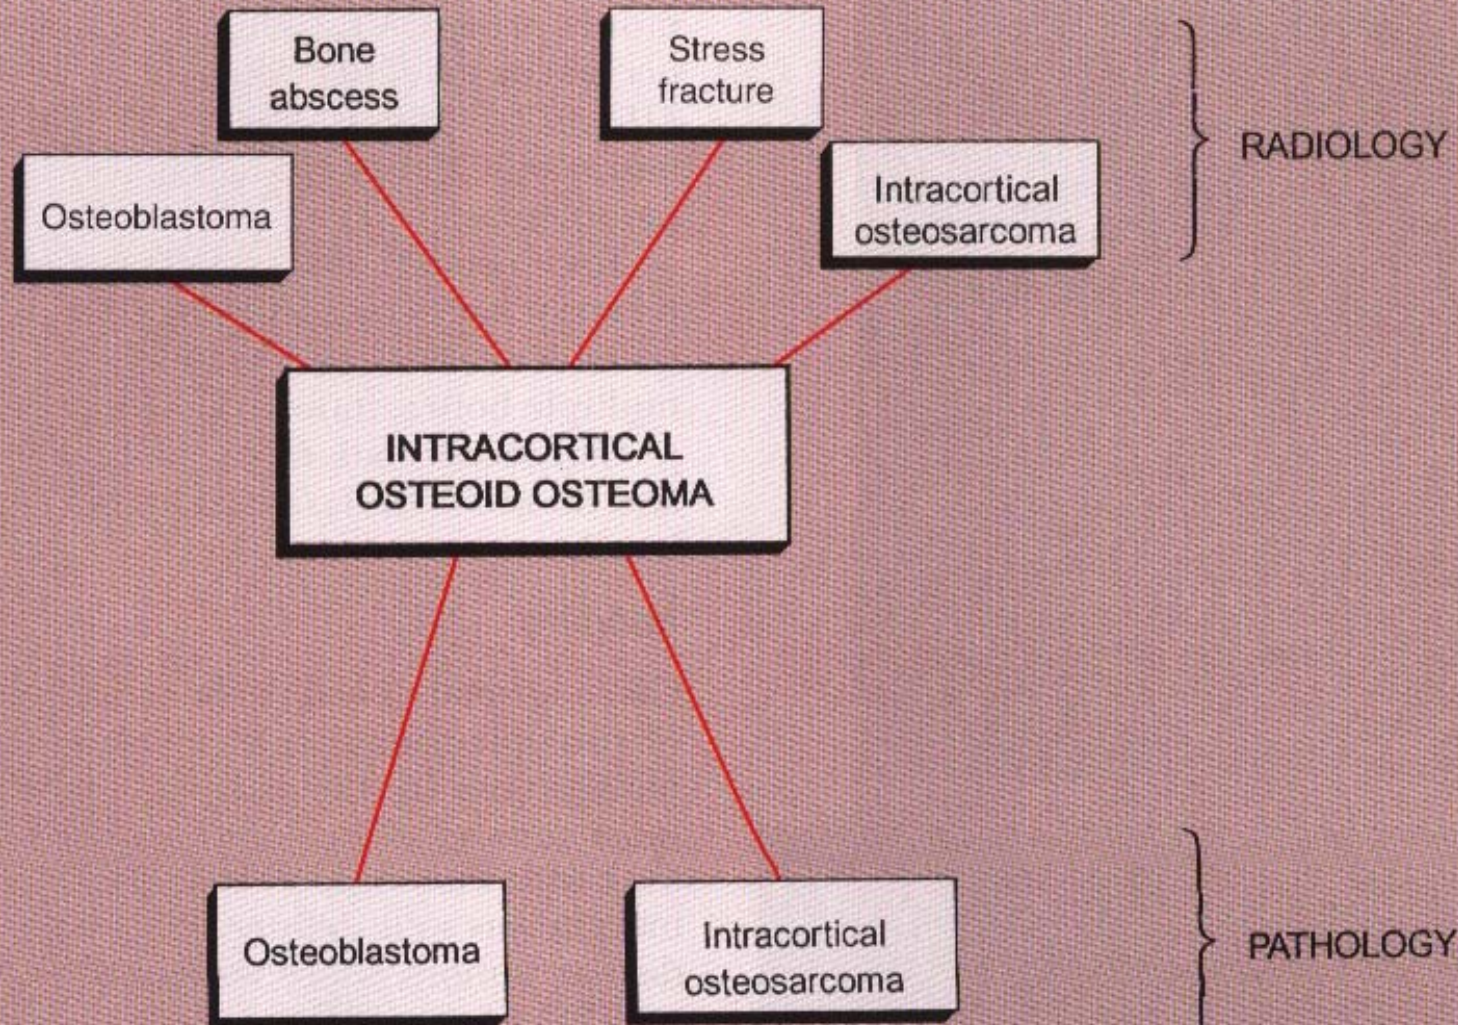 Bone
abscess
Stress
fracture
RADIOLOGY
Osteoblastoma
Intracortical
osteosarcoma
INTRACORTICAL
OSTEOID OSTEOMA
Osteoblastoma
Intracortical
osteosarcoma
PATHOLOGY